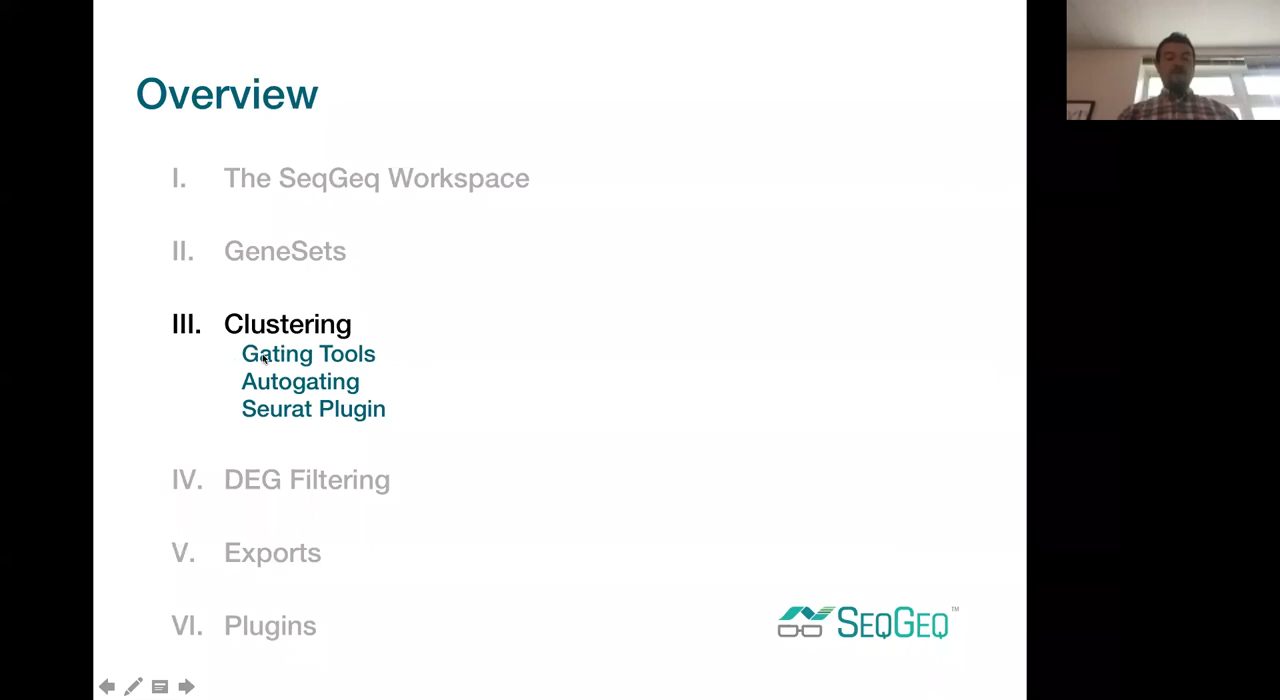 Overview
I. The SeqGeq Workspace
II. GeneSets
III. Clustering
Gating Tools
Autogating
Seurat Plugin
IV. DEG Filtering
V. Exports
VI. Plugins
SEQGEQ™